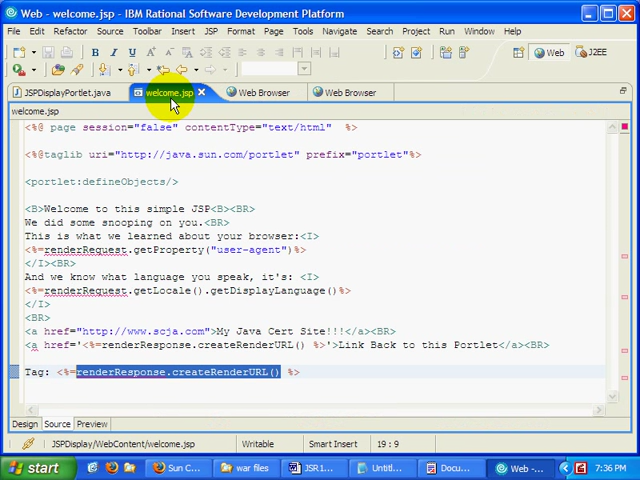 Web - welcome.jsp - IBM Rational Software Development Platform
File Edit Refactor Source Toolbar Insert JSP Format Page Tools Navigate Search Project Run Window Help
B I U
Web J2EE
JSPDisplayPortlet.java welcome.jsp Web Browser Web Browser
welcome.jsp
<%@ page session="false" contentType="text/html" %>
<%@taglib uri="http://java.sun.com/portlet" prefix="portlet"%>
<portlet:defineObjects/>
<B>Welcome to this simple JSP<B><BR>
We did some snooping on you.<BR>
This is what we learned about your browser:<I>
<%=renderRequest.getProperty("user-agent")%>
</I><BR>
And we know what language you speak, it's: <I>
<%=renderRequest.getLocale().getDisplayLanguage()%>
</I>
<BR>
<a href="http://www.scja.com">My Java Cert Site!!!</a><BR>
<a href='<%=renderResponse.createRenderURL() %>'>Link Back to this Portlet</a><BR>
Tag: <%=renderResponse.createRenderURL() %>
Design Source Preview
JSPDisplay/WebContent/welcome.jsp Writable Smart Insert 19 : 9
start Sun C... war files JSR1... Untitl... Docu... Web -... 7:36 PM